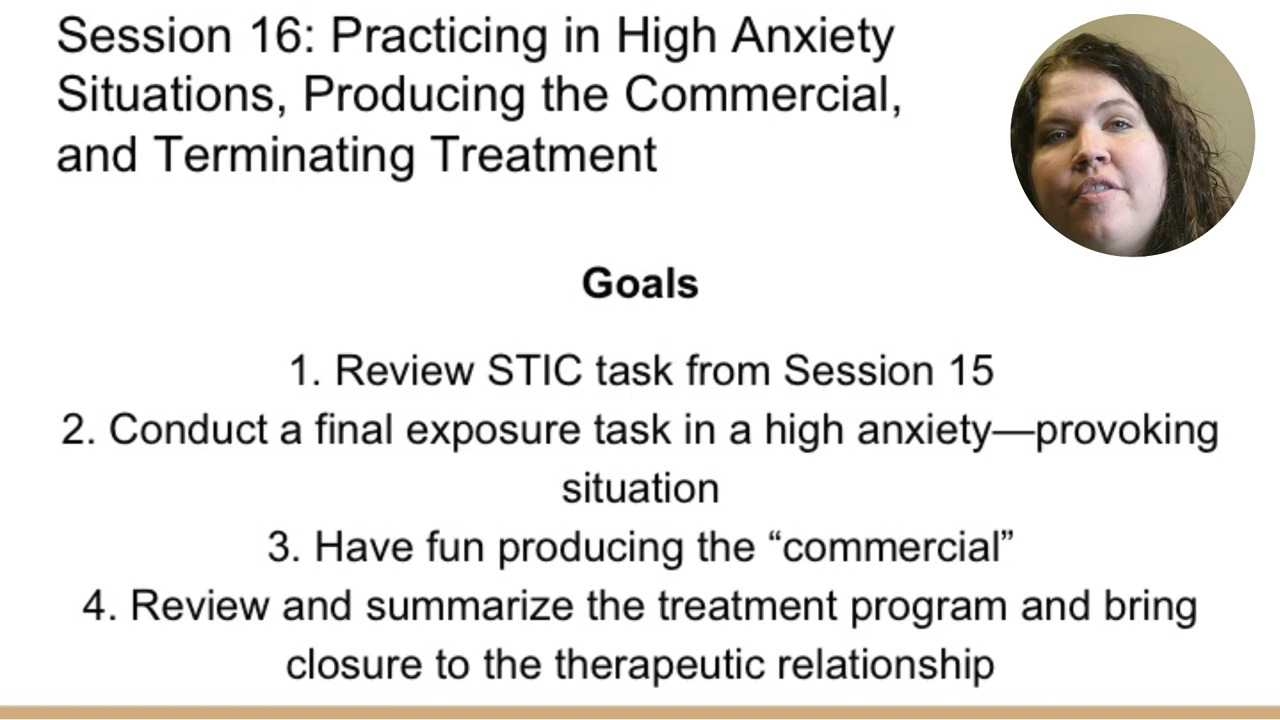 Session 16: Practicing in High Anxiety
Situations, Producing the Commercial,
and Terminating Treatment
Goals
1. Review STIC task from Session 15
2. Conduct a final exposure task in a high anxiety—provoking
situation
3. Have fun producing the “commercial”
4. Review and summarize the treatment program and bring
closure to the therapeutic relationship